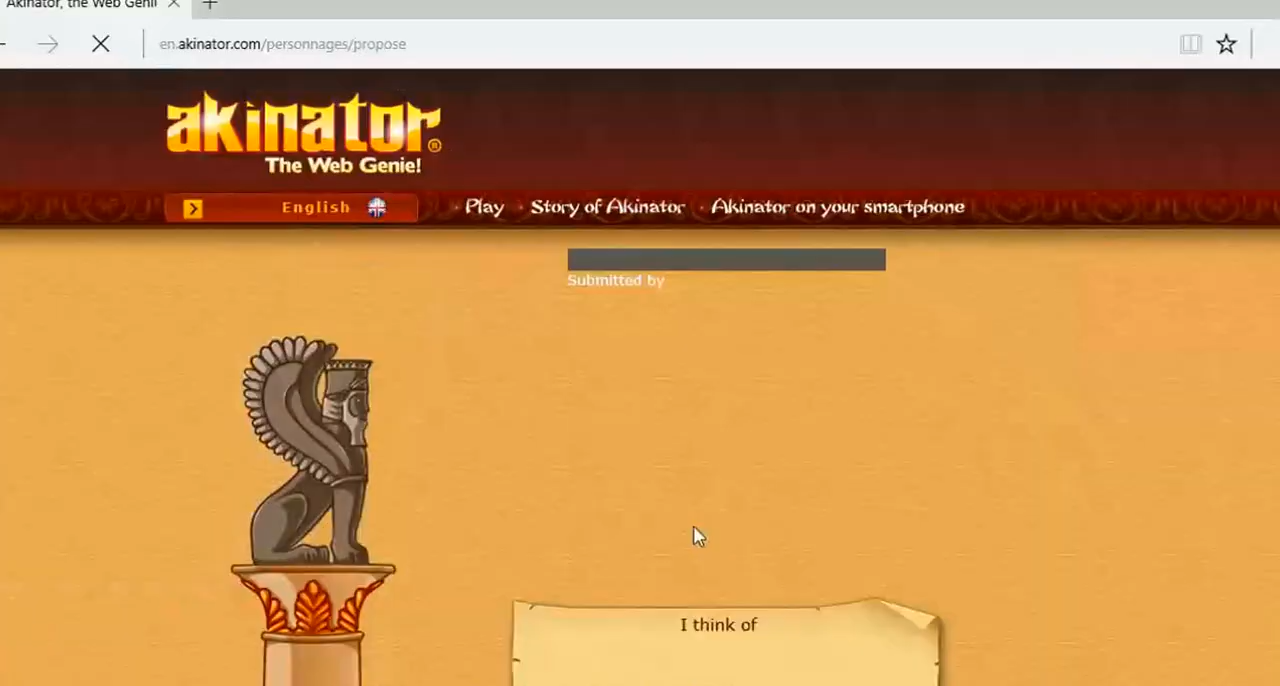 Akinator, the Web Geni
en.akinator.com/personnages/propose
akinator®
The Web Genie!
English
Play
Story of Akinator
Akinator on your smartphone
Submitted by
I think of